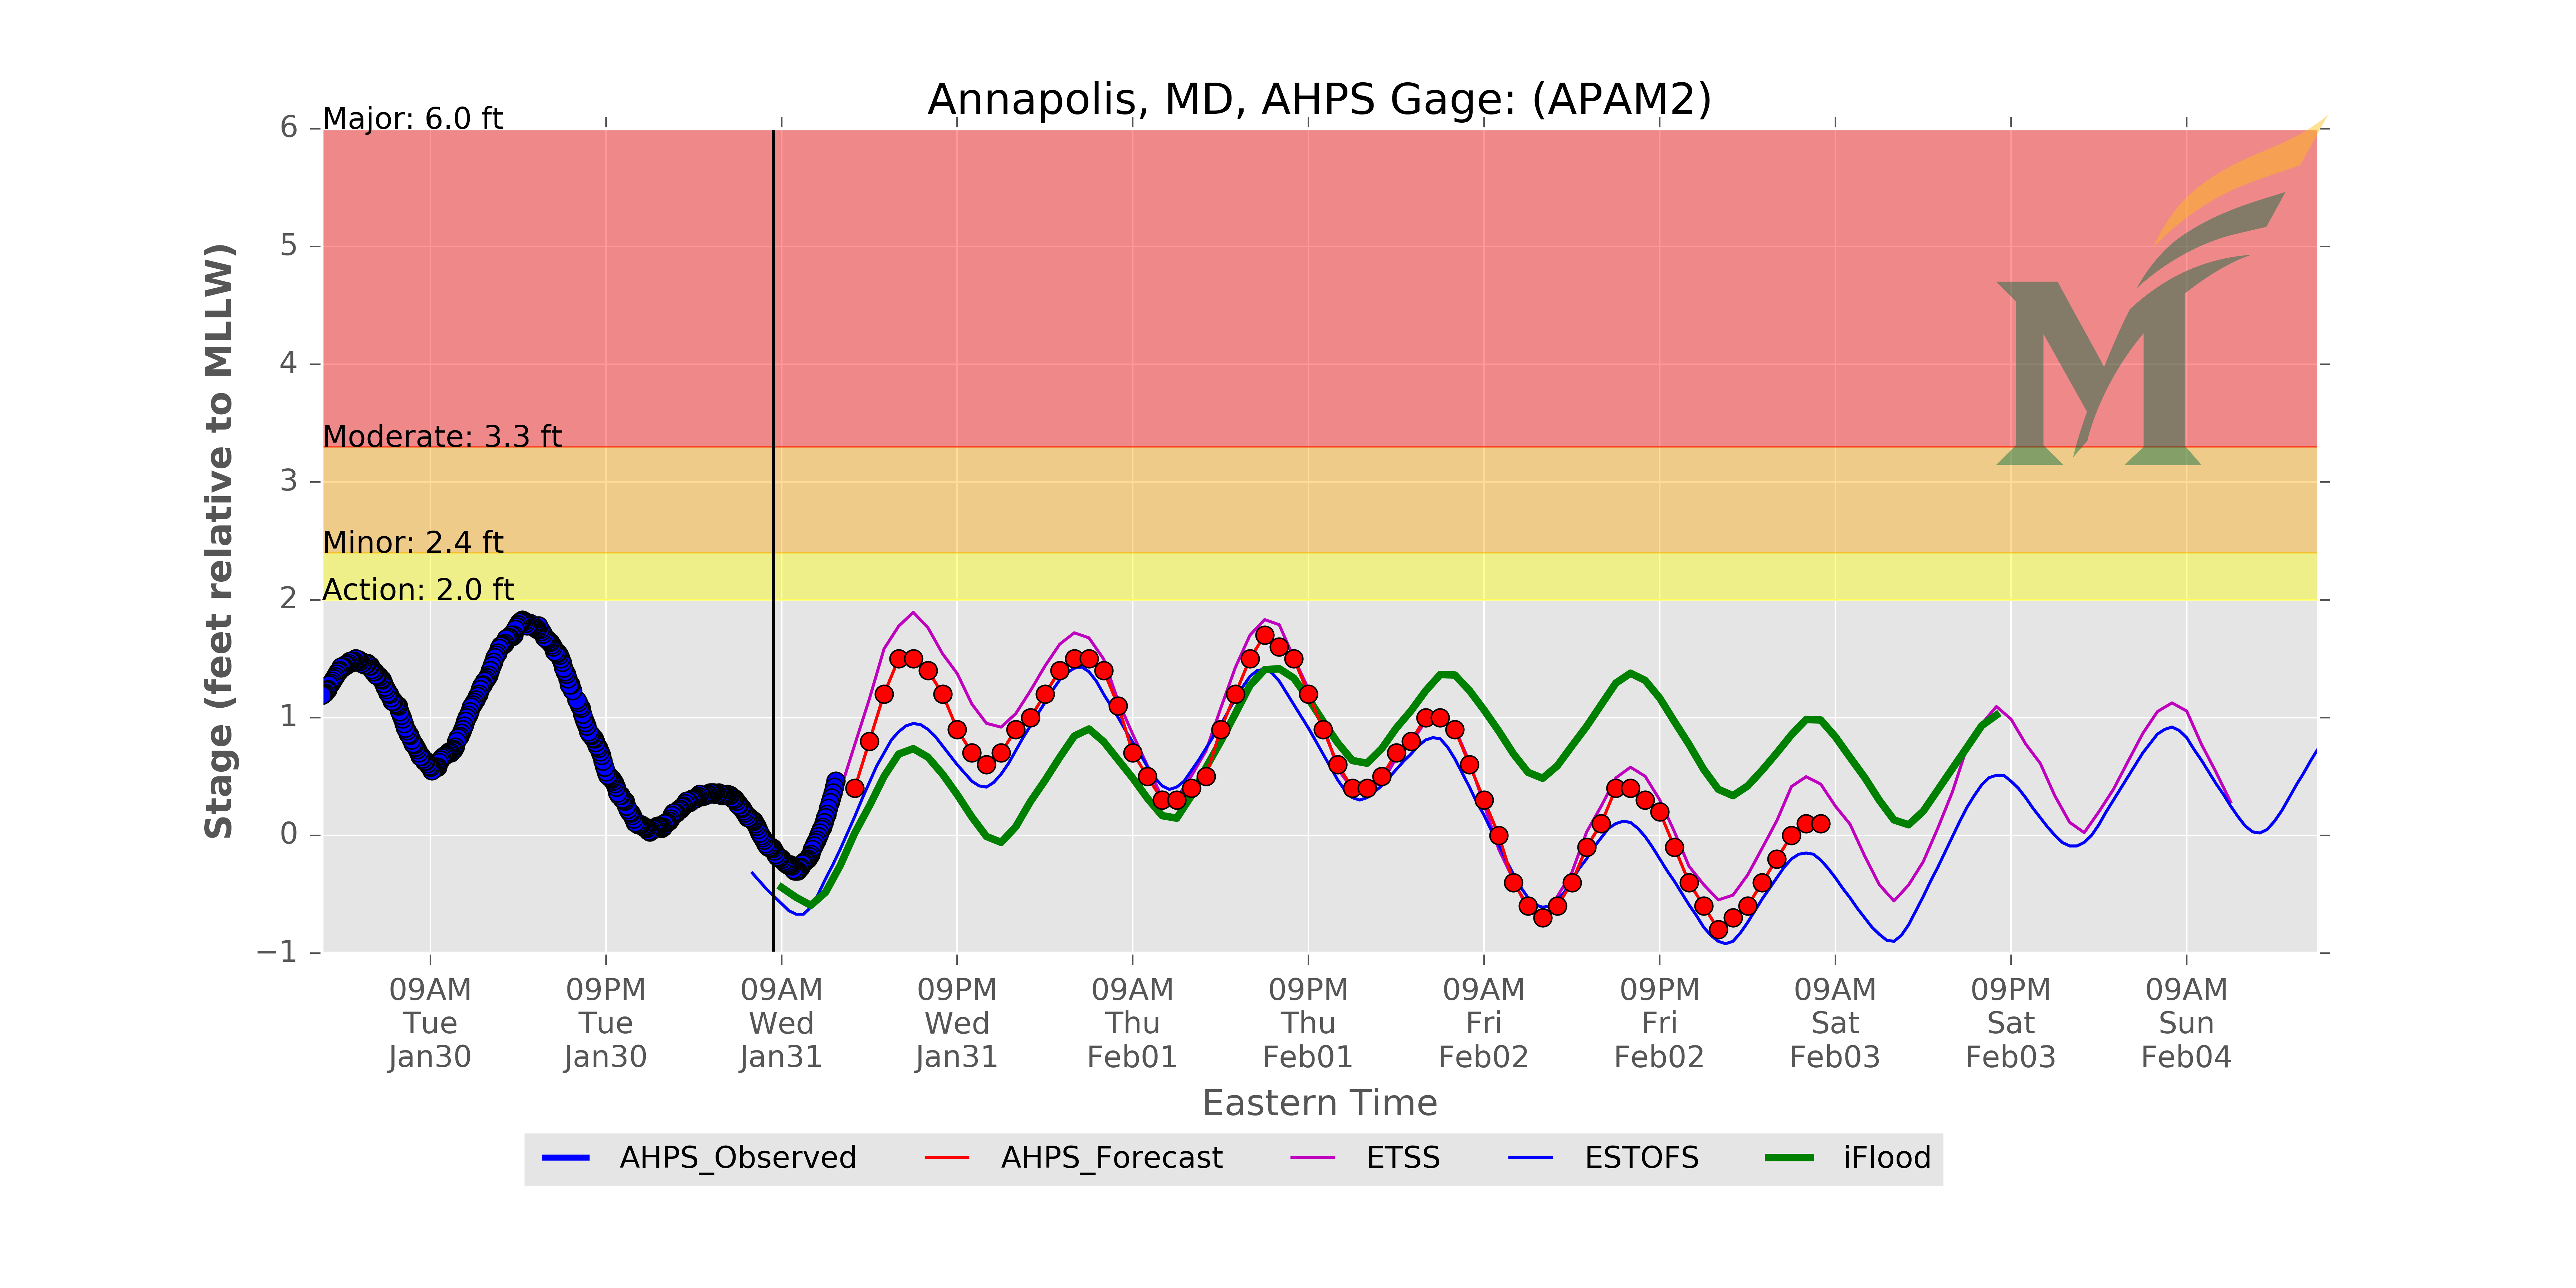 Annapolis, MD, AHPS Gage: (APAM2)
Major: 6.0 ft
Moderate: 3.3 ft
Minor: 2.4 ft
Action: 2.0 ft
Stage (feet relative to MLLW)
6
5
4
3
2
1
0
−1
09AM Tue Jan30
09PM Tue Jan30
09AM Wed Jan31
09PM Wed Jan31
09AM Thu Feb01
09PM Thu Feb01
09AM Fri Feb02
09PM Fri Feb02
09AM Sat Feb03
09PM Sat Feb03
09AM Sun Feb04
Eastern Time
AHPS_Observed AHPS_Forecast ETSS ESTOFS iFlood
M